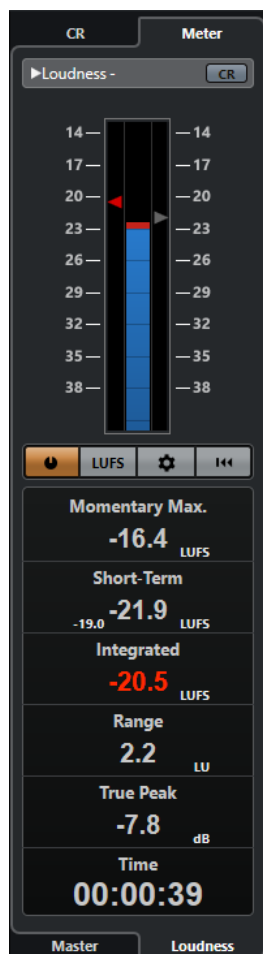 CR Meter
Loudness - CR
14 14
17 17
20 20
23 23
26 26
29 29
32 32
35 35
38 38
LUFS
Momentary Max.
-16.4 LUFS
Short-Term
-19.0 -21.9 LUFS
Integrated
-20.5 LUFS
Range
2.2 LU
True Peak
-7.8 dB
Time
00:00:39
Master Loudness